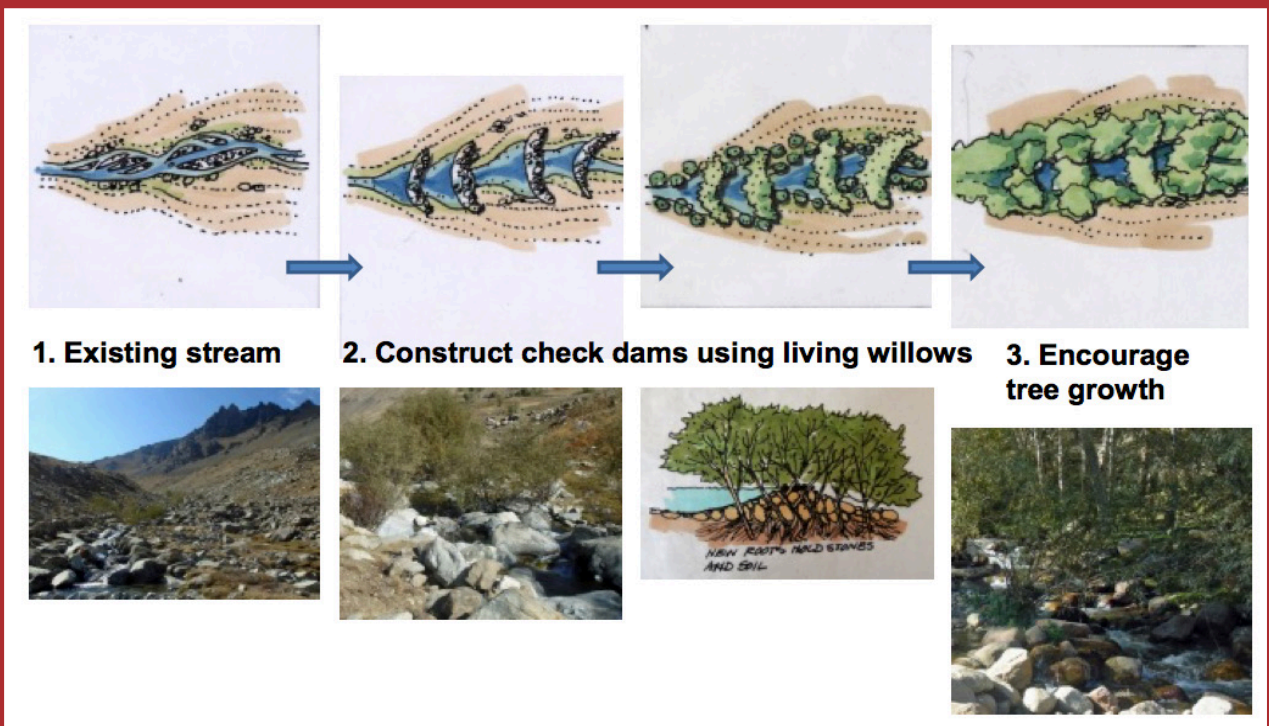 1. Existing stream
2. Construct check dams using living willows
3. Encourage
tree growth
NEW ROOTS HOLD STONES
AND SOIL